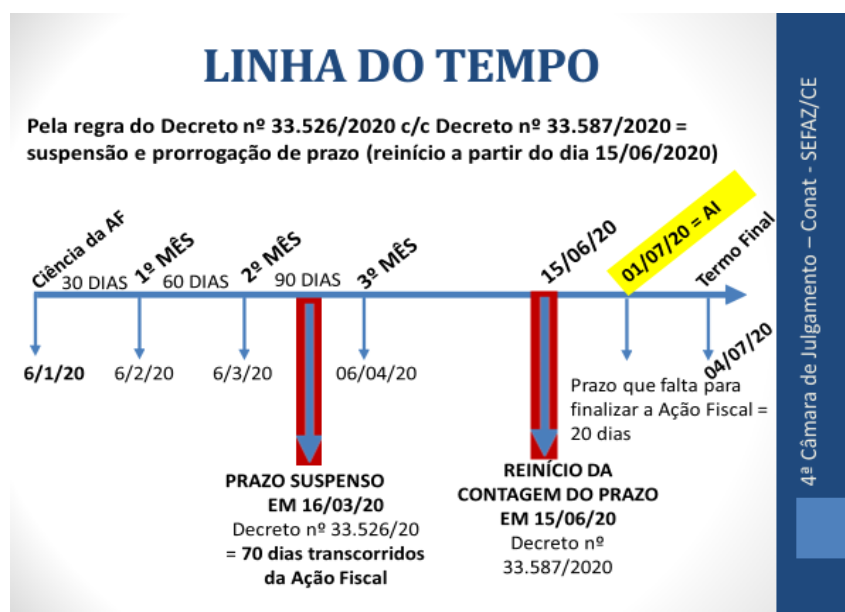 LINHA DO TEMPO
Pela regra do Decreto nº 33.526/2020 c/c Decreto nº 33.587/2020 =
suspensão e prorrogação de prazo (reinício a partir do dia 15/06/2020)
Ciência da AF
30 DIAS
1º MÊS
60 DIAS
2º MÊS
90 DIAS
3º MÊS
15/06/20
01/07/20 = AI
Termo Final
6/1/20
6/2/20
6/3/20
06/04/20
04/07/20
Prazo que falta para
finalizar a Ação Fiscal =
20 dias
PRAZO SUSPENSO
EM 16/03/20
Decreto nº 33.526/20
= 70 dias transcorridos
da Ação Fiscal
REINÍCIO DA
CONTAGEM DO PRAZO
EM 15/06/20
Decreto nº
33.587/2020
4ª Câmara de Julgamento – Conat - SEFAZ/CE